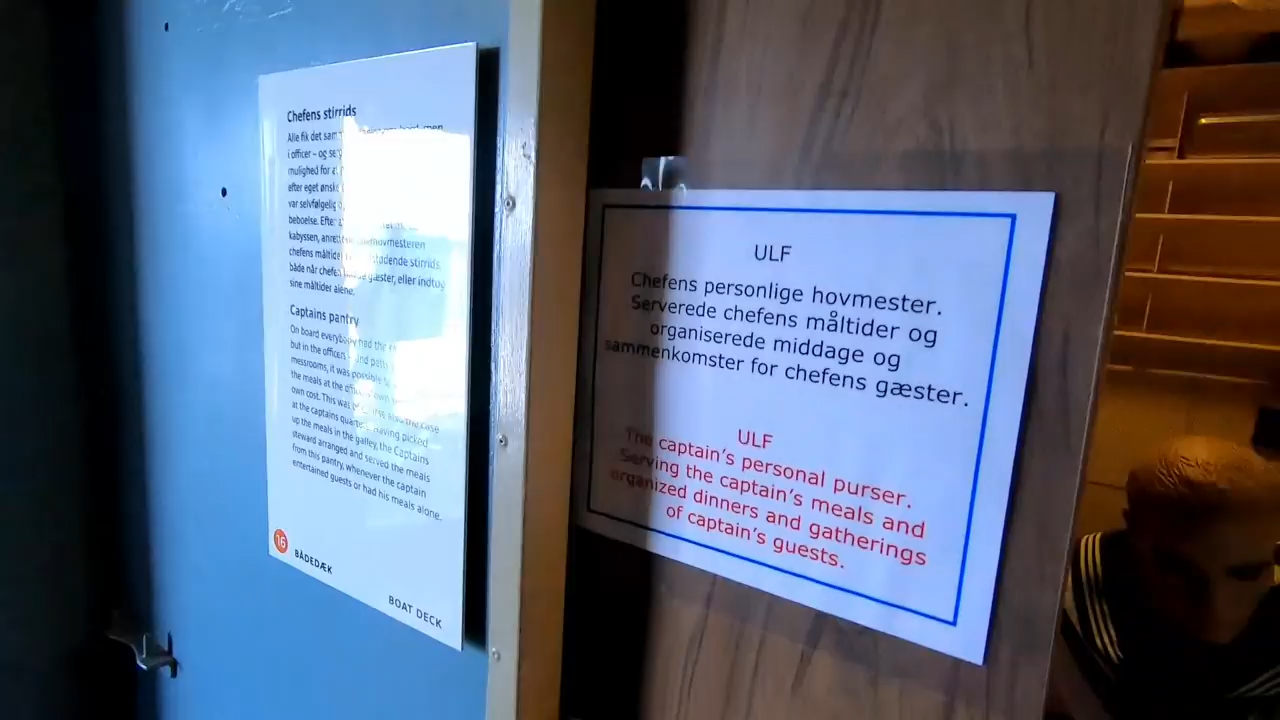 Chefens stirrids
Alle fik det
i officer – og
mulighed for
efter eget ønske
var selvfølgelig
beboelse. Efter
kabyssen, hovmesteren
chefens stirrids,
både når chefen gæster, eller indtog
sine måltider alene.
Captains pantry
On board everybody had the
but in the officers and petty
messrooms, it was possible
the meals at the own
own cost. This was the case
at the captains quarters. Having picked
up the meals in the galley, the Captains
steward arranged and served the meals
from this pantry, whenever the captain
entertained guests or had his meals alone.
16 BÅDEDÆK
BOAT DECK
ULF
Chefens personlige hovmester.
Serverede chefens måltider og
organiserede middage og
sammenkomster for chefens gæster.
ULF
The captain's personal purser.
Serving the captain's meals and
organized dinners and gatherings
of captain's guests.